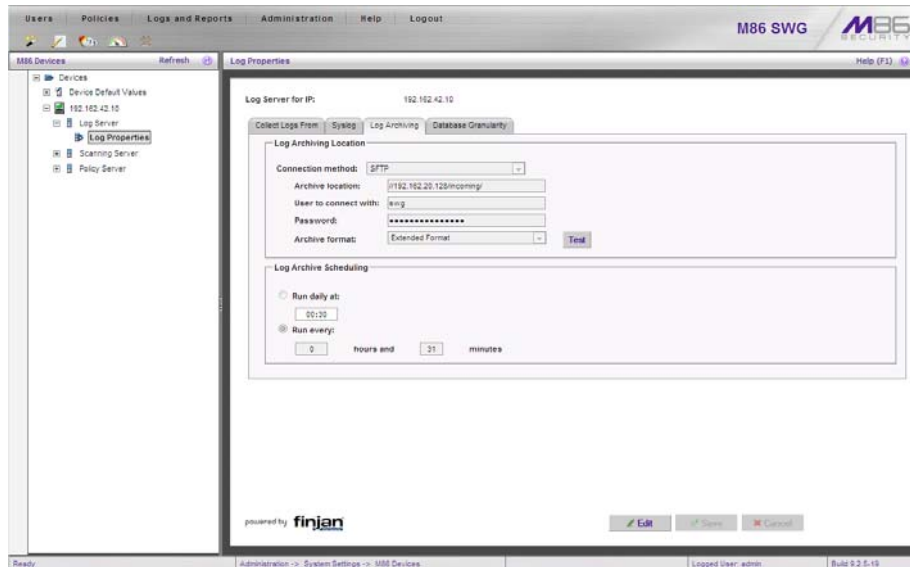 Users Policies Logs and Reports Administration Help Logout
M86 SWG
M86 SECURITY
M86 Devices Refresh
Log Properties Help (F1)
Devices
Device Default Values
192.162.42.10
Log Server
Log Properties
Scanning Server
Policy Server
Log Server for IP: 192.162.42.10
Collect Logs From Syslog Log Archiving Database Granularity
Log Archiving Location
Connection method: SFTP
Archive location: //192.162.20.128/incoming/
User to connect with: swg
Password: •••••••••••••••
Archive format: Extended Format Test
Log Archive Scheduling
Run daily at:
00:30
Run every:
0 hours and 31 minutes
powered by finjan
Edit Save Cancel
Ready Administration -> System Settings -> M86 Devices Logged User: admin Build 9.2.5-19